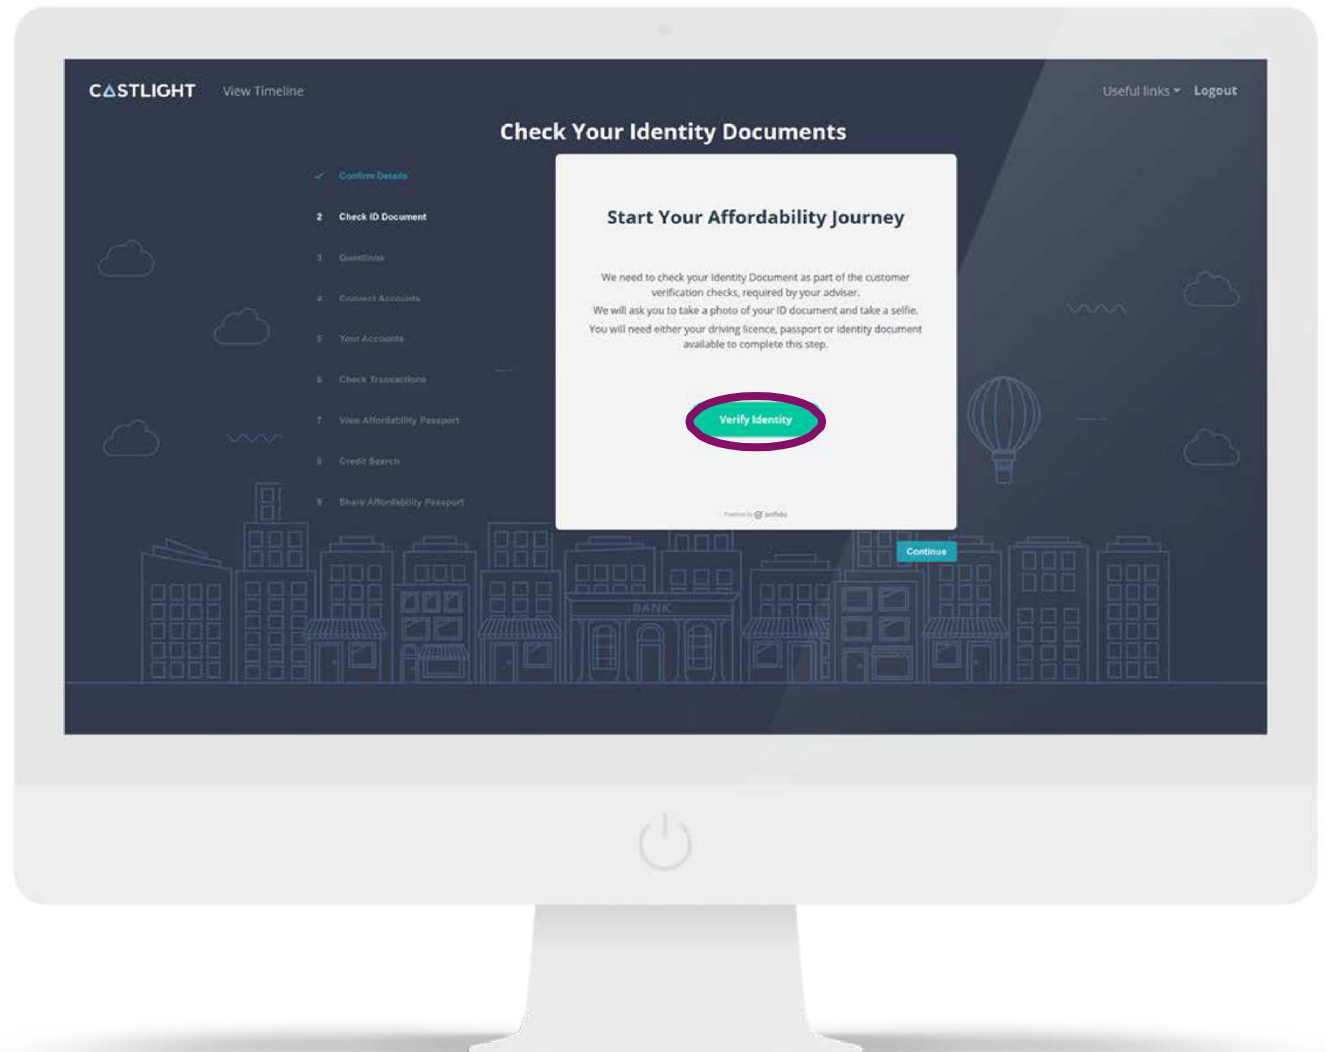 CASTLIGHT View Timeline Useful links Logout
Check Your Identity Documents
Confirm Details
2 Check ID Document
3 Questions
4 Connect Accounts
5 Your Accounts
6 Check Transactions
7 View Affordability Passport
8 Credit Search
9 Share Affordability Passport
Start Your Affordability Journey
We need to check your Identity Document as part of the customer
verification checks, required by your adviser.
We will ask you to take a photo of your ID document and take a selfie.
You will need either your driving licence, passport or identity document
available to complete this step.
Verify Identity
Powered by onfido
Continue
BANK